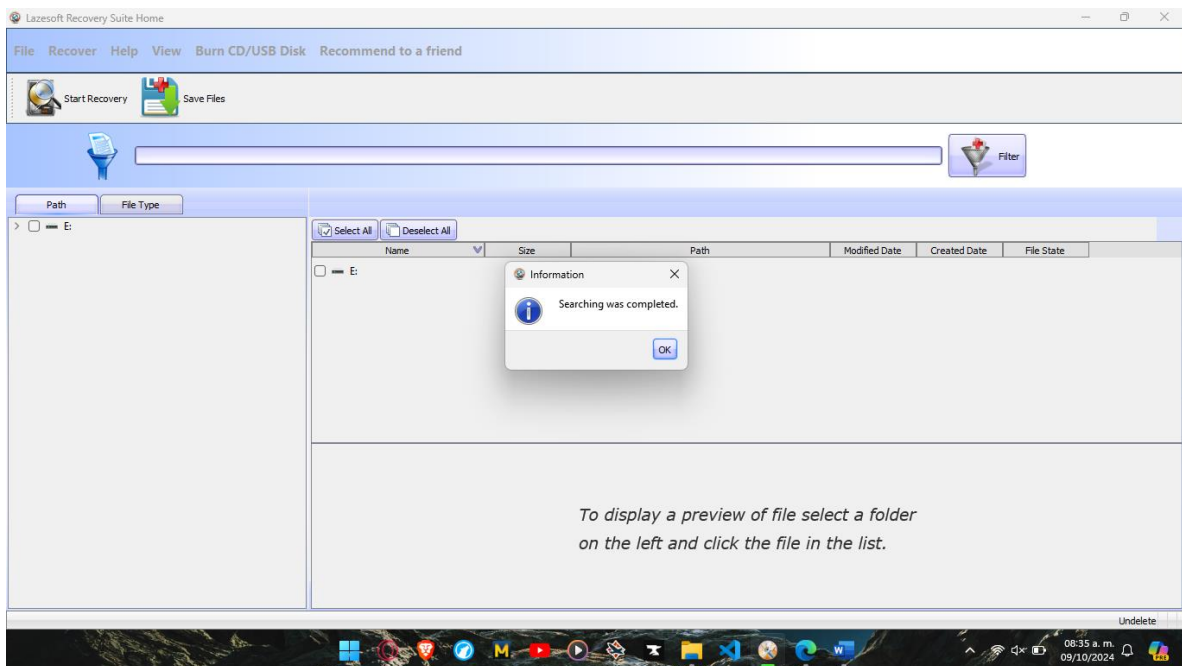 Lazesoft Recovery Suite Home
File Recover Help View Burn CD/USB Disk Recommend to a friend
Start Recovery Save Files
Filter
Path File Type
E:
Select All Deselect All
Name Size Path Modified Date Created Date File State
E:
Information
Searching was completed.
OK
To display a preview of file select a folder
on the left and click the file in the list.
Undelete
08:35 a. m.
09/10/2024